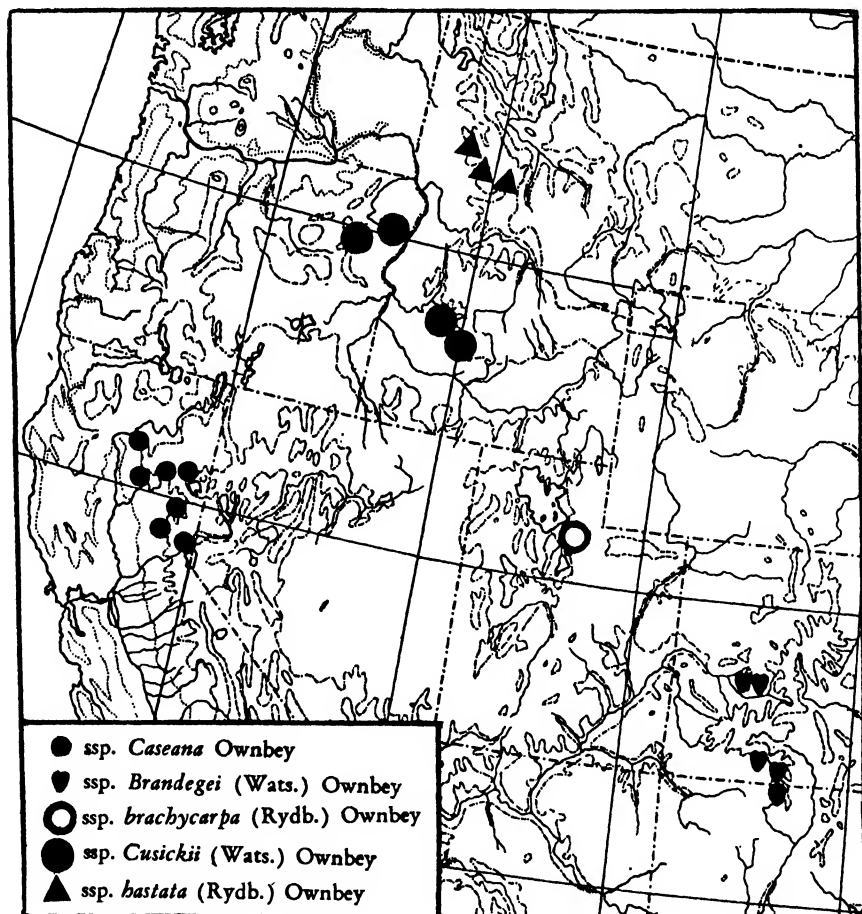 ssp. Caseana Ownbey
ssp. Brandegei (Wats.) Ownbey
ssp. brachycarpa (Rydb.) Ownbey
ssp. Cusickii (Wats.) Ownbey
ssp. hastata (Rydb.) Ownbey